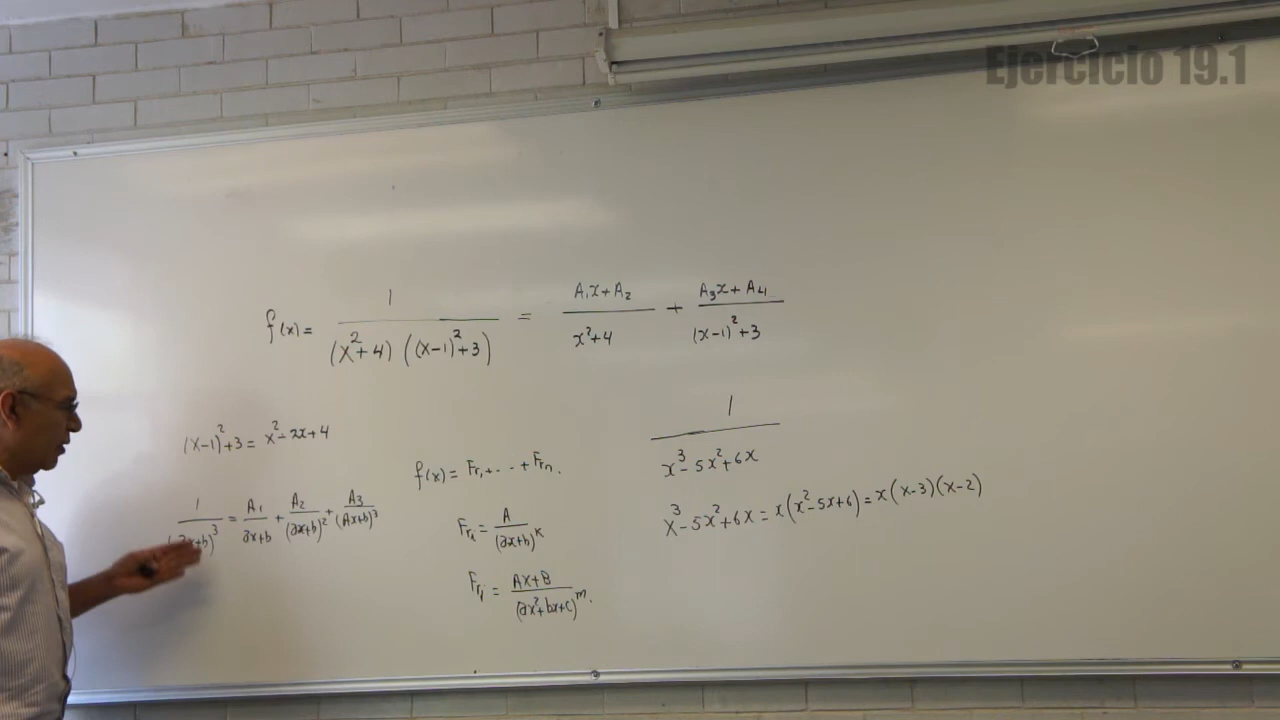 Ejercicio 19.1
f(x) = 1 / (x²+4) ((x-1)²+3) = A₁x + A₂ / x²+4 + A₃x + A₄ / (x-1)²+3
(x-1)²+3 = x²-2x+4
1 / (ax+b)³ = A₁ / ax+b + A₂ / (ax+b)² + A₃ / (Ax+b)³
f(x) = Fr₁ + ... + Frₙ.
Frᵢ = A / (ax+b)ᵏ
Frⱼ = Ax+B / (ax²+bx+c)ᵐ.
1 / x³-5x²+6x
x³-5x²+6x = x(x²-5x+6) = x(x-3)(x-2)